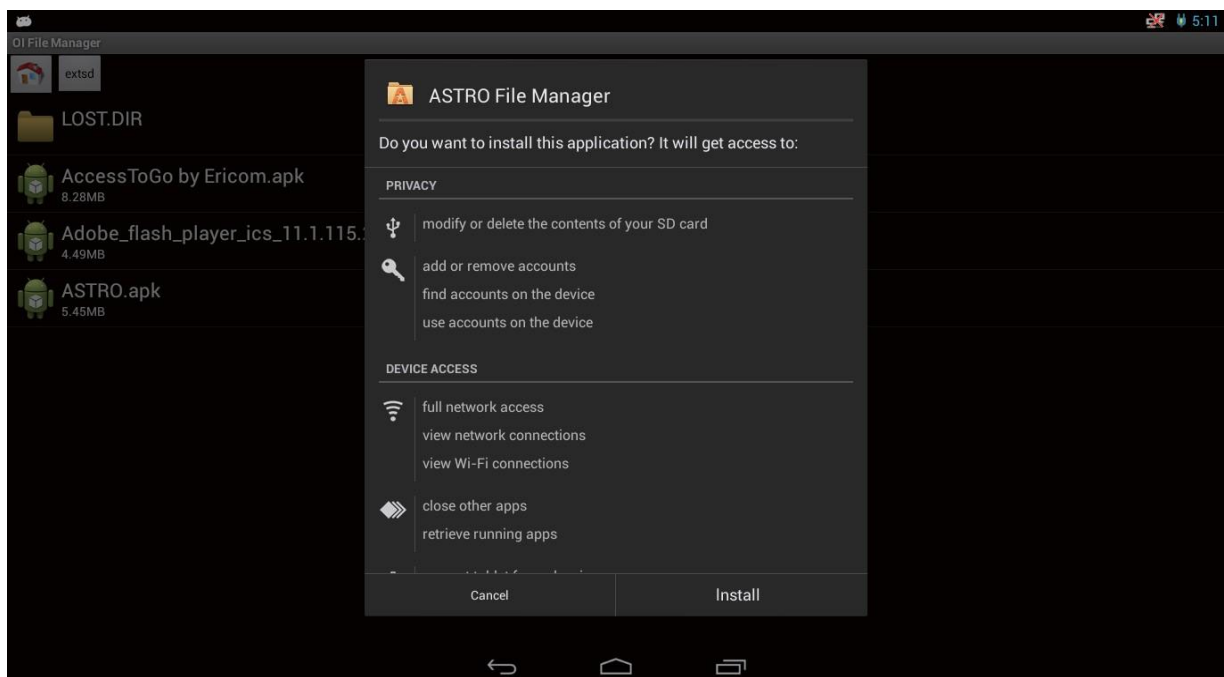 5:11
OI File Manager
extsd
LOST.DIR
AccessToGo by Ericom.apk
8.28MB
Adobe_flash_player_ics_11.1.115.
4.49MB
ASTRO.apk
5.45MB
ASTRO File Manager
Do you want to install this application? It will get access to:
PRIVACY
modify or delete the contents of your SD card
add or remove accounts
find accounts on the device
use accounts on the device
DEVICE ACCESS
full network access
view network connections
view Wi-Fi connections
close other apps
retrieve running apps
Cancel
Install